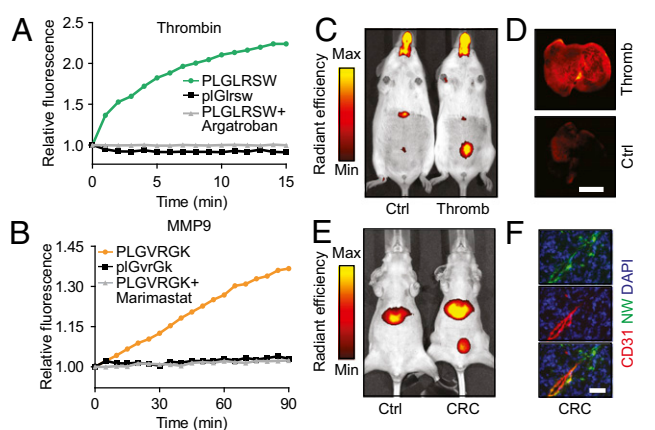 A
Thrombin
Relative fluorescence
2.5
2.0
1.5
1.0
PLGLRSW
plGlrsw
PLGLRSW+
Argatroban
0
5
10
15
Time (min)
B
MMP9
Relative fluorescence
1.45
1.30
1.15
1.00
PLGVRGK
plGvrGk
PLGVRGK+
Marimastat
0
30
60
90
Time (min)
C
Radiant efficiency
Max
Min
Ctrl
Thromb
D
Thromb
Ctrl
E
Radiant efficiency
Max
Min
Ctrl
CRC
F
CD31 NW DAPI
CRC